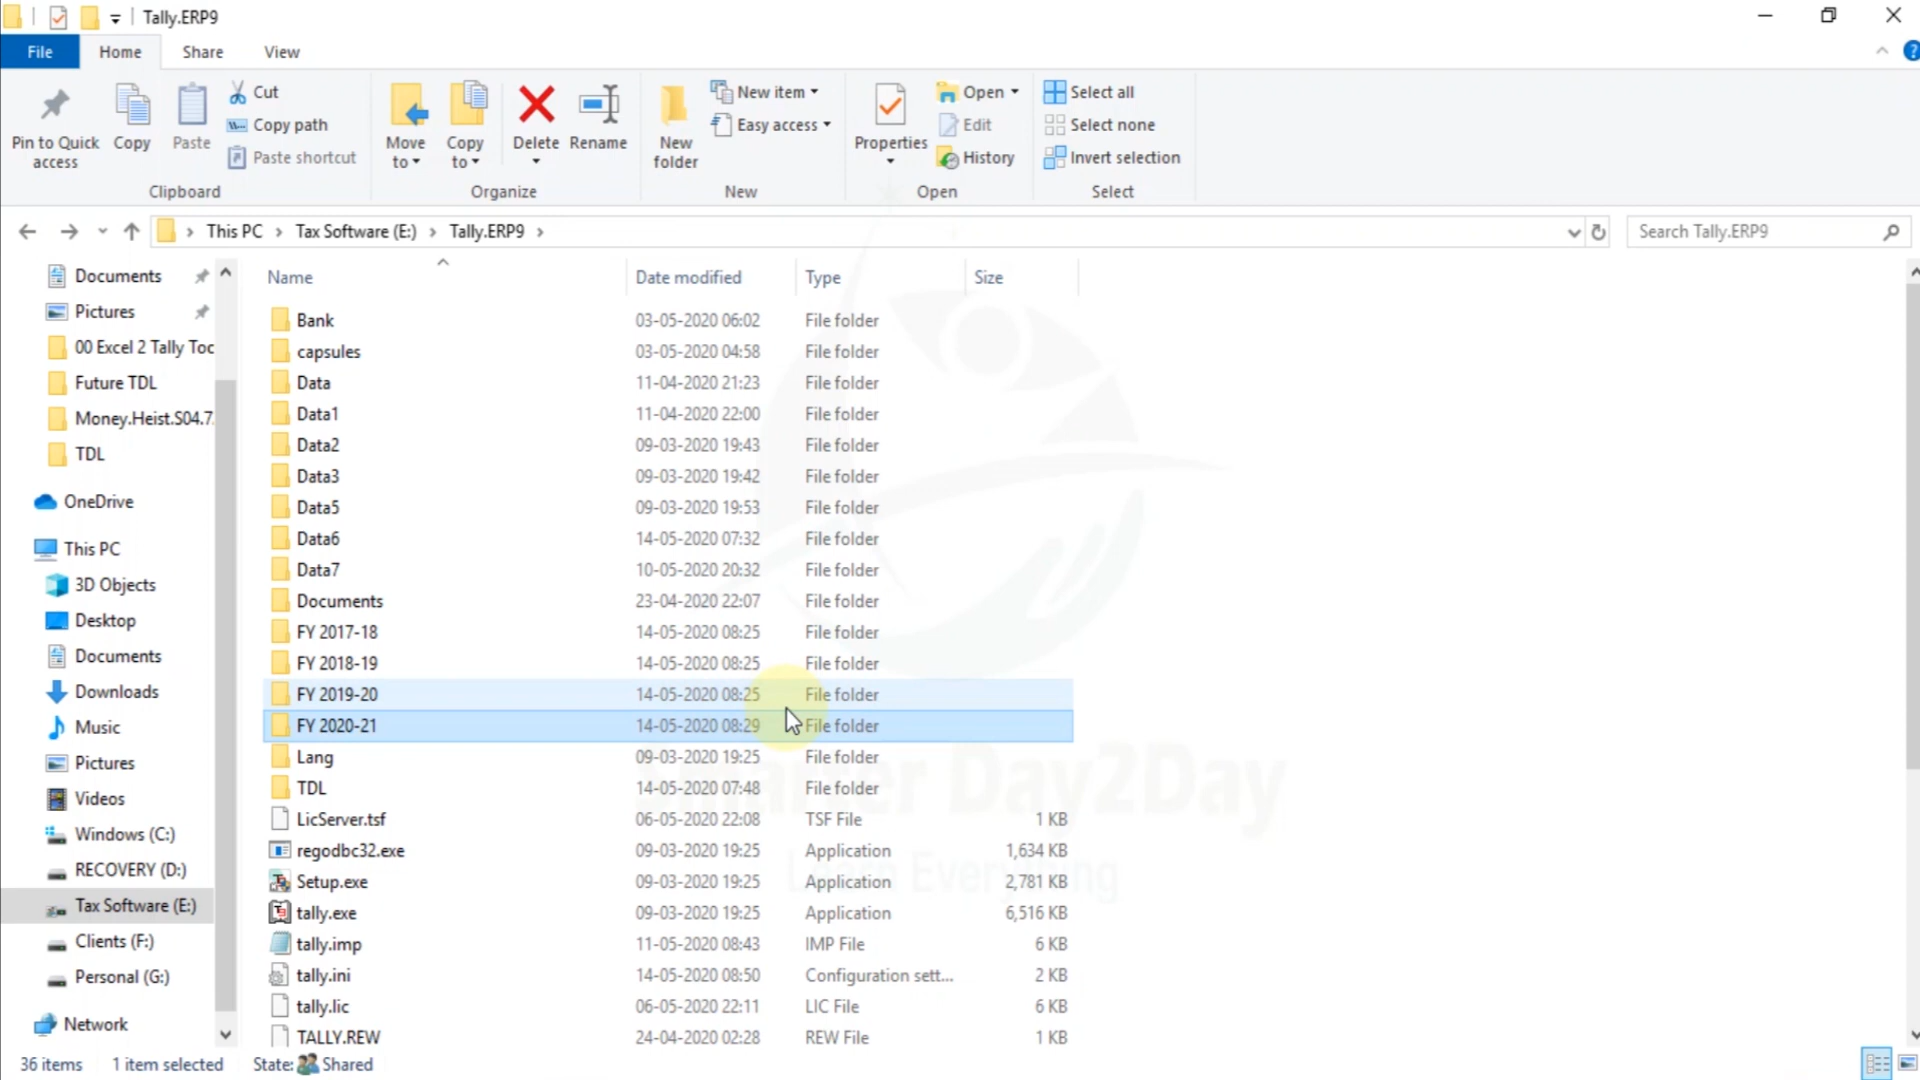 Tally.ERP9
File Home Share View
Pin to Quick access
Copy
Paste
Cut
Copy path
Paste shortcut
Clipboard
Move to
Copy to
Delete
Rename
Organize
New folder
New item
Easy access
New
Properties
Open
Edit
History
Open
Select all
Select none
Invert selection
Select
This PC > Tax Software (E:) > Tally.ERP9 >
Search Tally.ERP9
Documents
Pictures
00 Excel 2 Tally Toc
Future TDL
Money.Heist.S04.7
TDL
OneDrive
This PC
3D Objects
Desktop
Documents
Downloads
Music
Pictures
Videos
Windows (C:)
RECOVERY (D:)
Tax Software (E:)
Clients (F:)
Personal (G:)
Network
Name Date modified Type Size
Bank 03-05-2020 06:02 File folder
capsules 03-05-2020 04:58 File folder
Data 11-04-2020 21:23 File folder
Data1 11-04-2020 22:00 File folder
Data2 09-03-2020 19:43 File folder
Data3 09-03-2020 19:42 File folder
Data5 09-03-2020 19:53 File folder
Data6 14-05-2020 07:32 File folder
Data7 10-05-2020 20:32 File folder
Documents 23-04-2020 22:07 File folder
FY 2017-18 14-05-2020 08:25 File folder
FY 2018-19 14-05-2020 08:25 File folder
FY 2019-20 14-05-2020 08:25 File folder
FY 2020-21 14-05-2020 08:29 File folder
Lang 09-03-2020 19:25 File folder
TDL 14-05-2020 07:48 File folder
LicServer.tsf 06-05-2020 22:08 TSF File 1 KB
regodbc32.exe 09-03-2020 19:25 Application 1,634 KB
Setup.exe 09-03-2020 19:25 Application 2,781 KB
tally.exe 09-03-2020 19:25 Application 6,516 KB
tally.imp 11-05-2020 08:43 IMP File 6 KB
tally.ini 14-05-2020 08:50 Configuration sett... 2 KB
tally.lic 06-05-2020 22:11 LIC File 6 KB
TALLY.REW 24-04-2020 02:28 REW File 1 KB
Smarter Day2Day
Learn Everything
36 items 1 item selected State: Shared